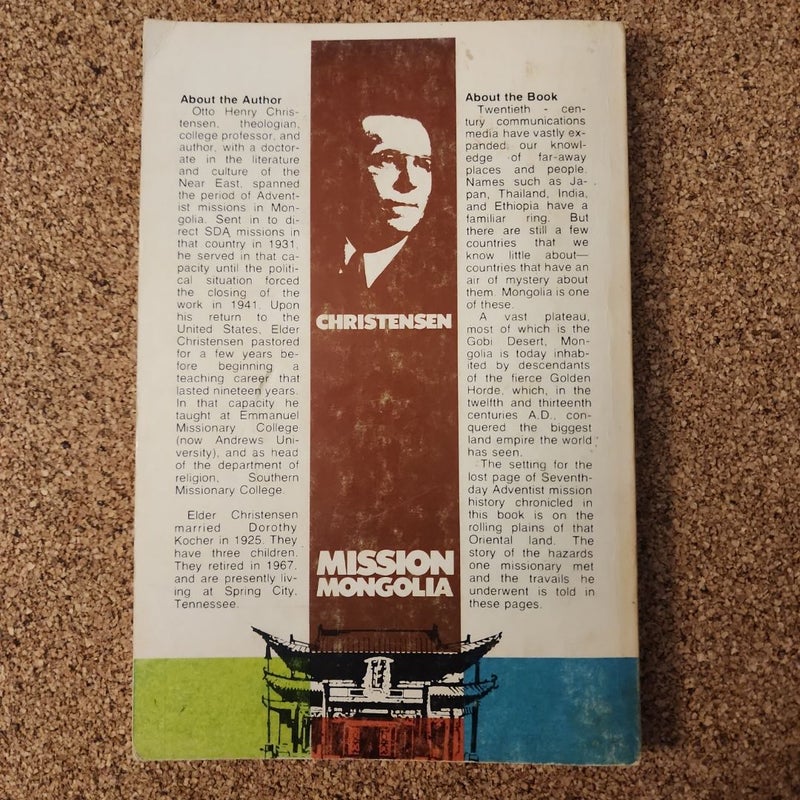 About the Author
Otto Henry Chris-
tensen, theologian,
college professor, and
author, with a doctor-
ate in the literature
and culture of the
Near East, spanned
the period of Advent-
ist missions in Mon-
golia. Sent in to di-
rect SDA missions in
that country in 1931,
he served in that ca-
pacity until the politi-
cal situation forced
the closing of the
work in 1941. Upon
his return to the
United States, Elder
Christensen pastored
for a few years be-
fore beginning a
teaching career that
lasted nineteen years.
In that capacity he
taught at Emmanuel
Missionary College
(now Andrews Uni-
versity), and as head
of the department of
religion, Southern
Missionary College.
Elder Christensen
married Dorothy
Kocher in 1925. They
have three children.
They retired in 1967,
and are presently liv-
ing at Spring City,
Tennessee.
CHRISTENSEN
MISSION
MONGOLIA
About the Book
Twentieth - cen-
tury communications
media have vastly ex-
panded our knowl-
edge of far-away
places and people.
Names such as Ja-
pan, Thailand, India,
and Ethiopia have a
familiar ring. But
there are still a few
countries that we
know little about—
countries that have an
air of mystery about
them. Mongolia is one
of these.
A vast plateau,
most of which is the
Gobi Desert, Mon-
golia is today inhab-
ited by descendants
of the fierce Golden
Horde, which, in the
twelfth and thirteenth
centuries A.D., con-
quered the biggest
land empire the world
has seen.
The setting for the
lost page of Seventh-
day Adventist mission
history chronicled in
this book is on the
rolling plains of that
Oriental land. The
story of the hazards
one missionary met
and the travails he
underwent is told in
these pages.